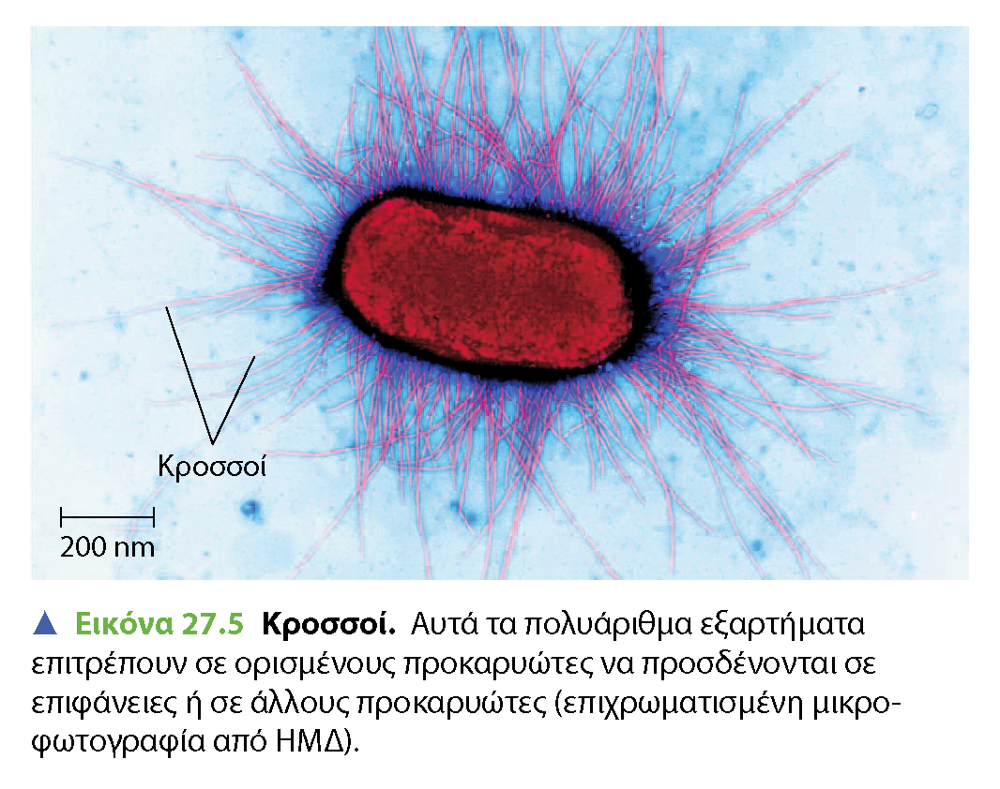 Κροσσοί
200 nm
▲ Εικόνα 27.5 Κροσσοί. Αυτά τα πολυάριθμα εξαρτήματα
επιτρέπουν σε ορισμένους προκαρυώτες να προσδένονται σε
επιφάνειες ή σε άλλους προκαρυώτες (επιχρωματισμένη μικρο-
φωτογραφία από ΗΜΔ).